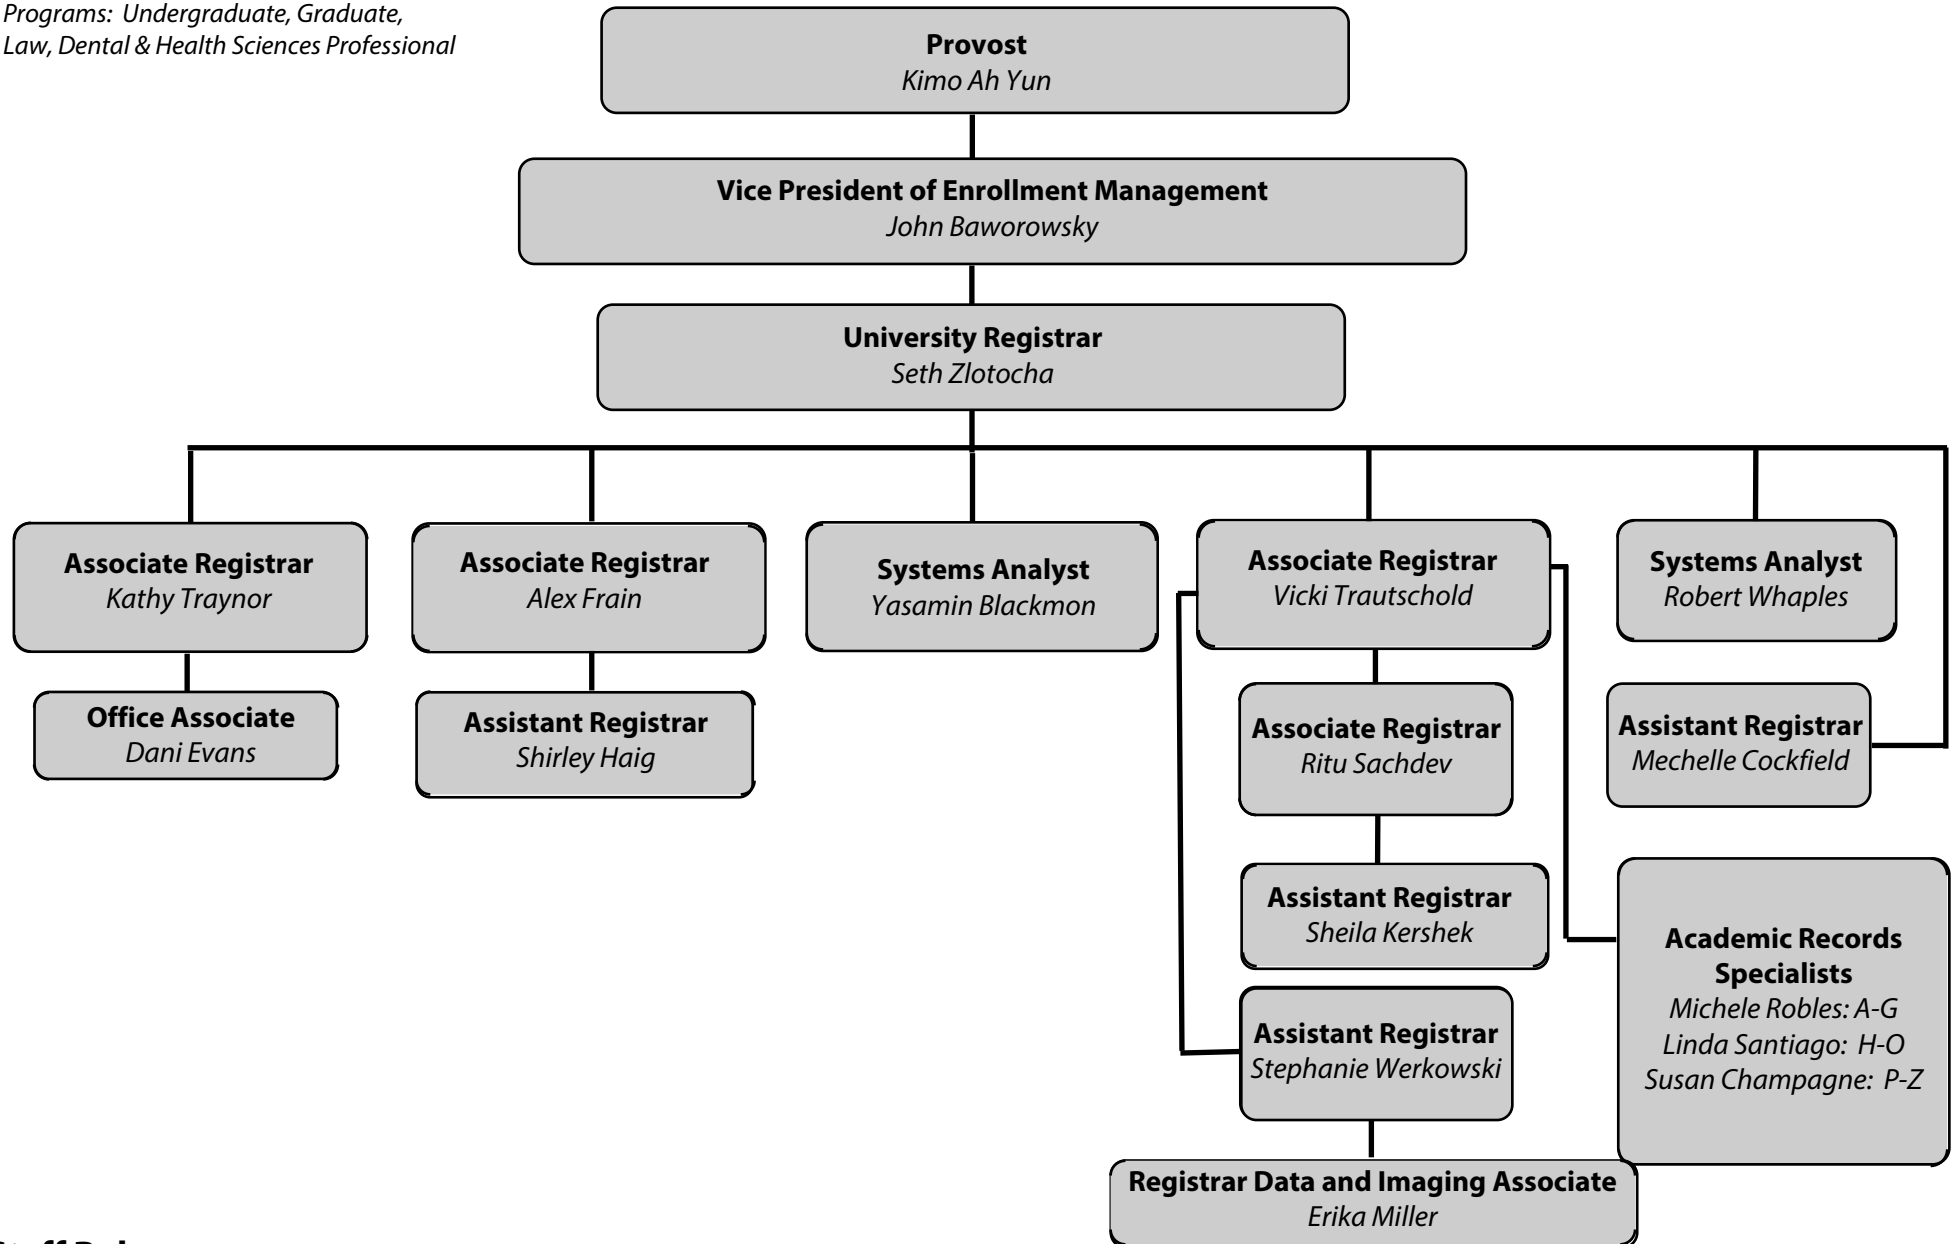 Programs: Undergraduate, Graduate,
Law, Dental & Health Sciences Professional
Provost
Kimo Ah Yun
Vice President of Enrollment Management
John Baworowsky
University Registrar
Seth Zlotocha
Associate Registrar
Kathy Traynor
Associate Registrar
Alex Frain
Systems Analyst
Yasamin Blackmon
Associate Registrar
Vicki Trautschold
Systems Analyst
Robert Whaples
Office Associate
Dani Evans
Assistant Registrar
Shirley Haig
Associate Registrar
Ritu Sachdev
Assistant Registrar
Mechelle Cockfield
Assistant Registrar
Sheila Kershek
Academic Records
Specialists
Michele Robles: A-G
Linda Santiago: H-O
Susan Champagne: P-Z
Assistant Registrar
Stephanie Werkowski
Registrar Data and Imaging Associate
Erika Miller